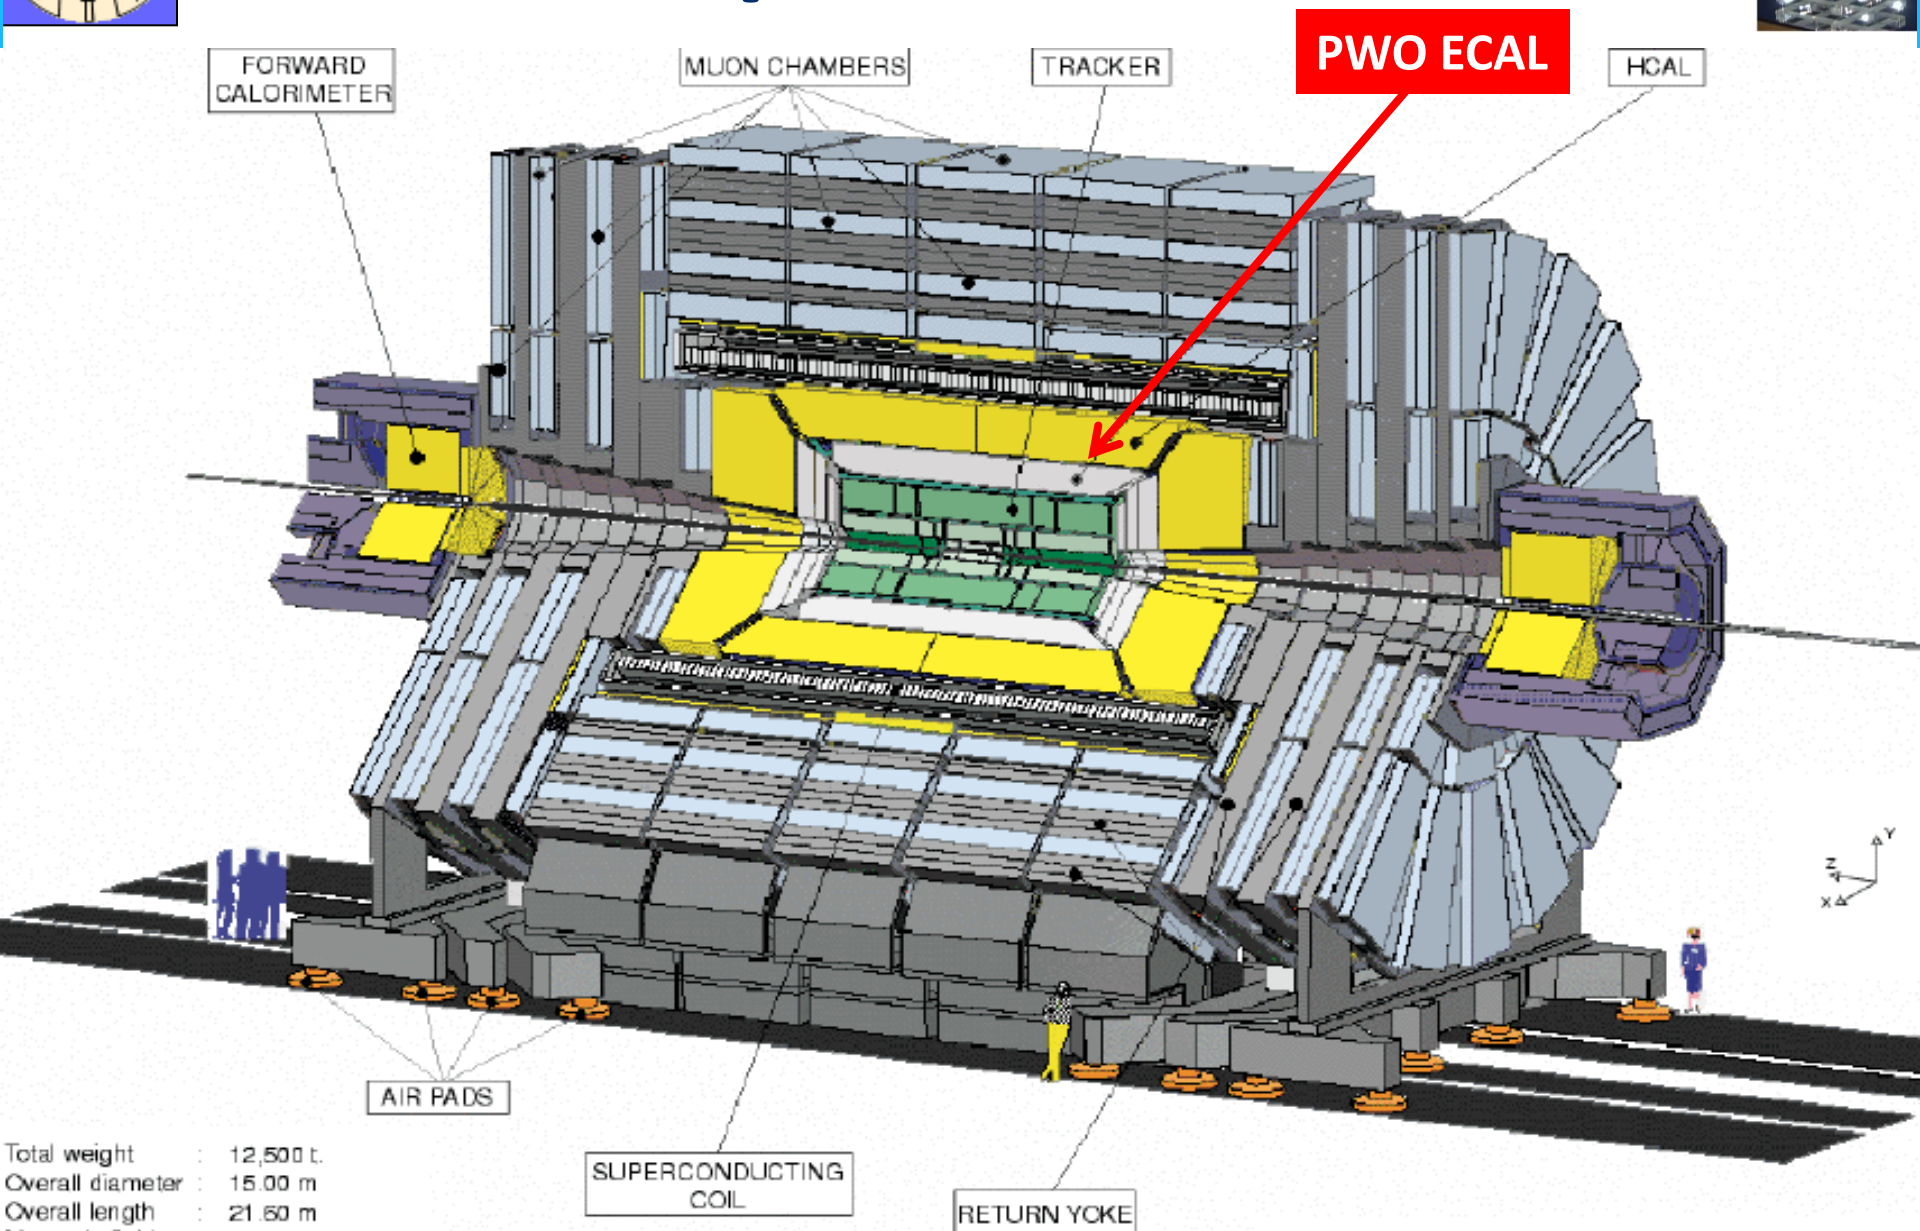 PWO ECAL
FORWARD
CALORIMETER
MUON CHAMBERS
TRACKER
HCAL
Y
Z
X
AIR PADS
Total weight : 12,500 t.
Overall diameter : 15.00 m
Overall length : 21.60 m
SUPERCONDUCTING
COIL
RETURN YOKE